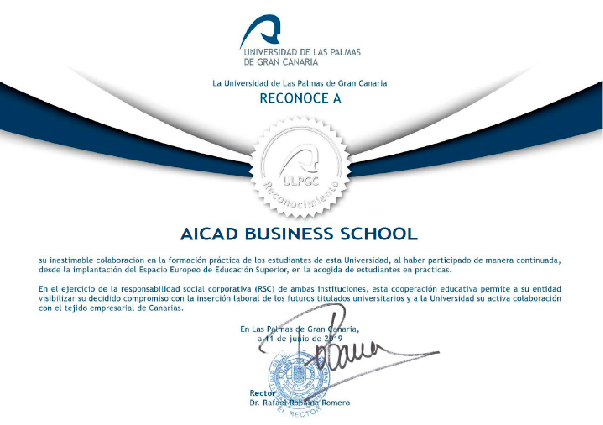 UNIVERSIDAD DE LAS PALMAS
DE GRAN CANARIA
La Universidad de Las Palmas de Gran Canaria
RECONOCE A
ULPGC
Reconocimiento
AICAD BUSINESS SCHOOL
su inestimable colaboración en la formación práctica de los estudiantes de esta Universidad, al haber participado de manera continuada,
desde la implantación del Espacio Europeo de Educación Superior, en la acogida de estudiantes en practicas.
En el ejercicio de la responsabilidad social corporativa (RSC) de ambas instituciones, esta cooperación educativa permite a su entidad
visibilizar su decidido compromiso con la inserción laboral de los futuros titulados universitarios y a la Universidad su activa colaboración
con el tejido empresarial de Canarias.
En Las Palmas de Gran Canaria,
a 11 de junio de 2019
Rector
Dr. Rafael Robaina Romero
EL RECTOR